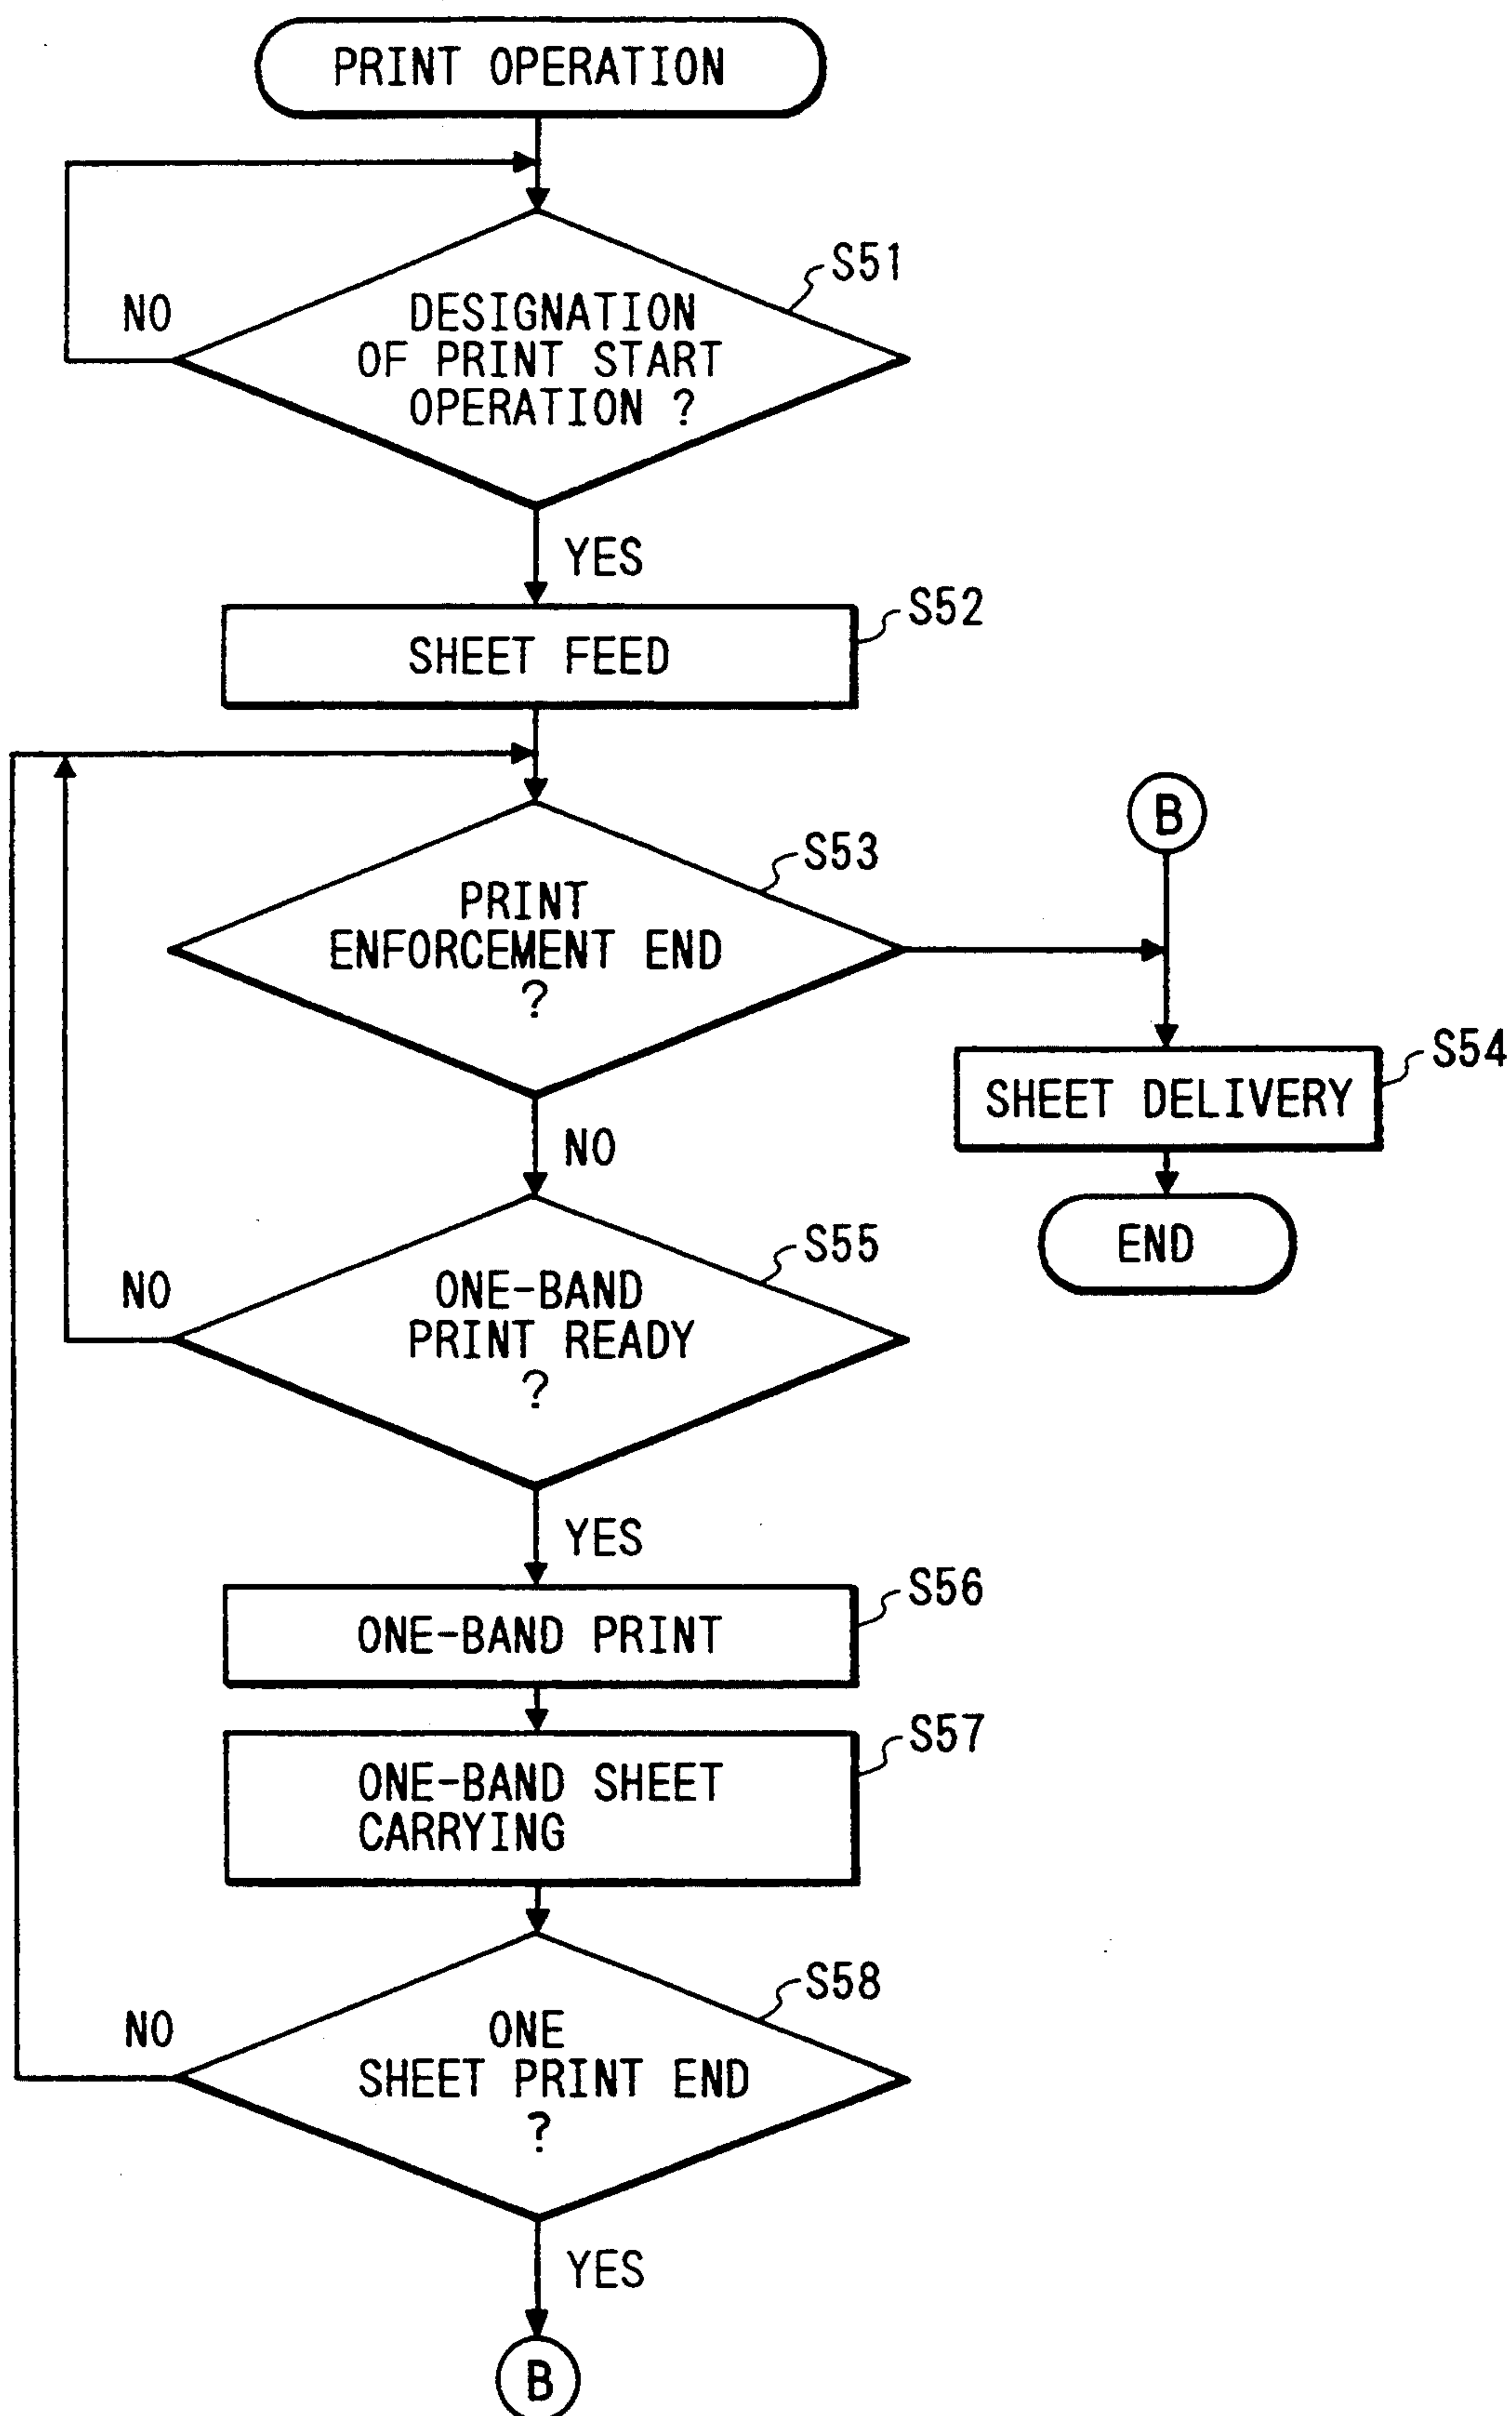 PRINT OPERATION
S51
NO
DESIGNATION
OF PRINT START
OPERATION ?
YES
S52
SHEET FEED
S53
PRINT
ENFORCEMENT END
?
B
S54
SHEET DELIVERY
END
NO
S55
NO
ONE-BAND
PRINT READY
?
YES
S56
ONE-BAND PRINT
S57
ONE-BAND SHEET
CARRYING
S58
NO
ONE
SHEET PRINT END
?
YES
B